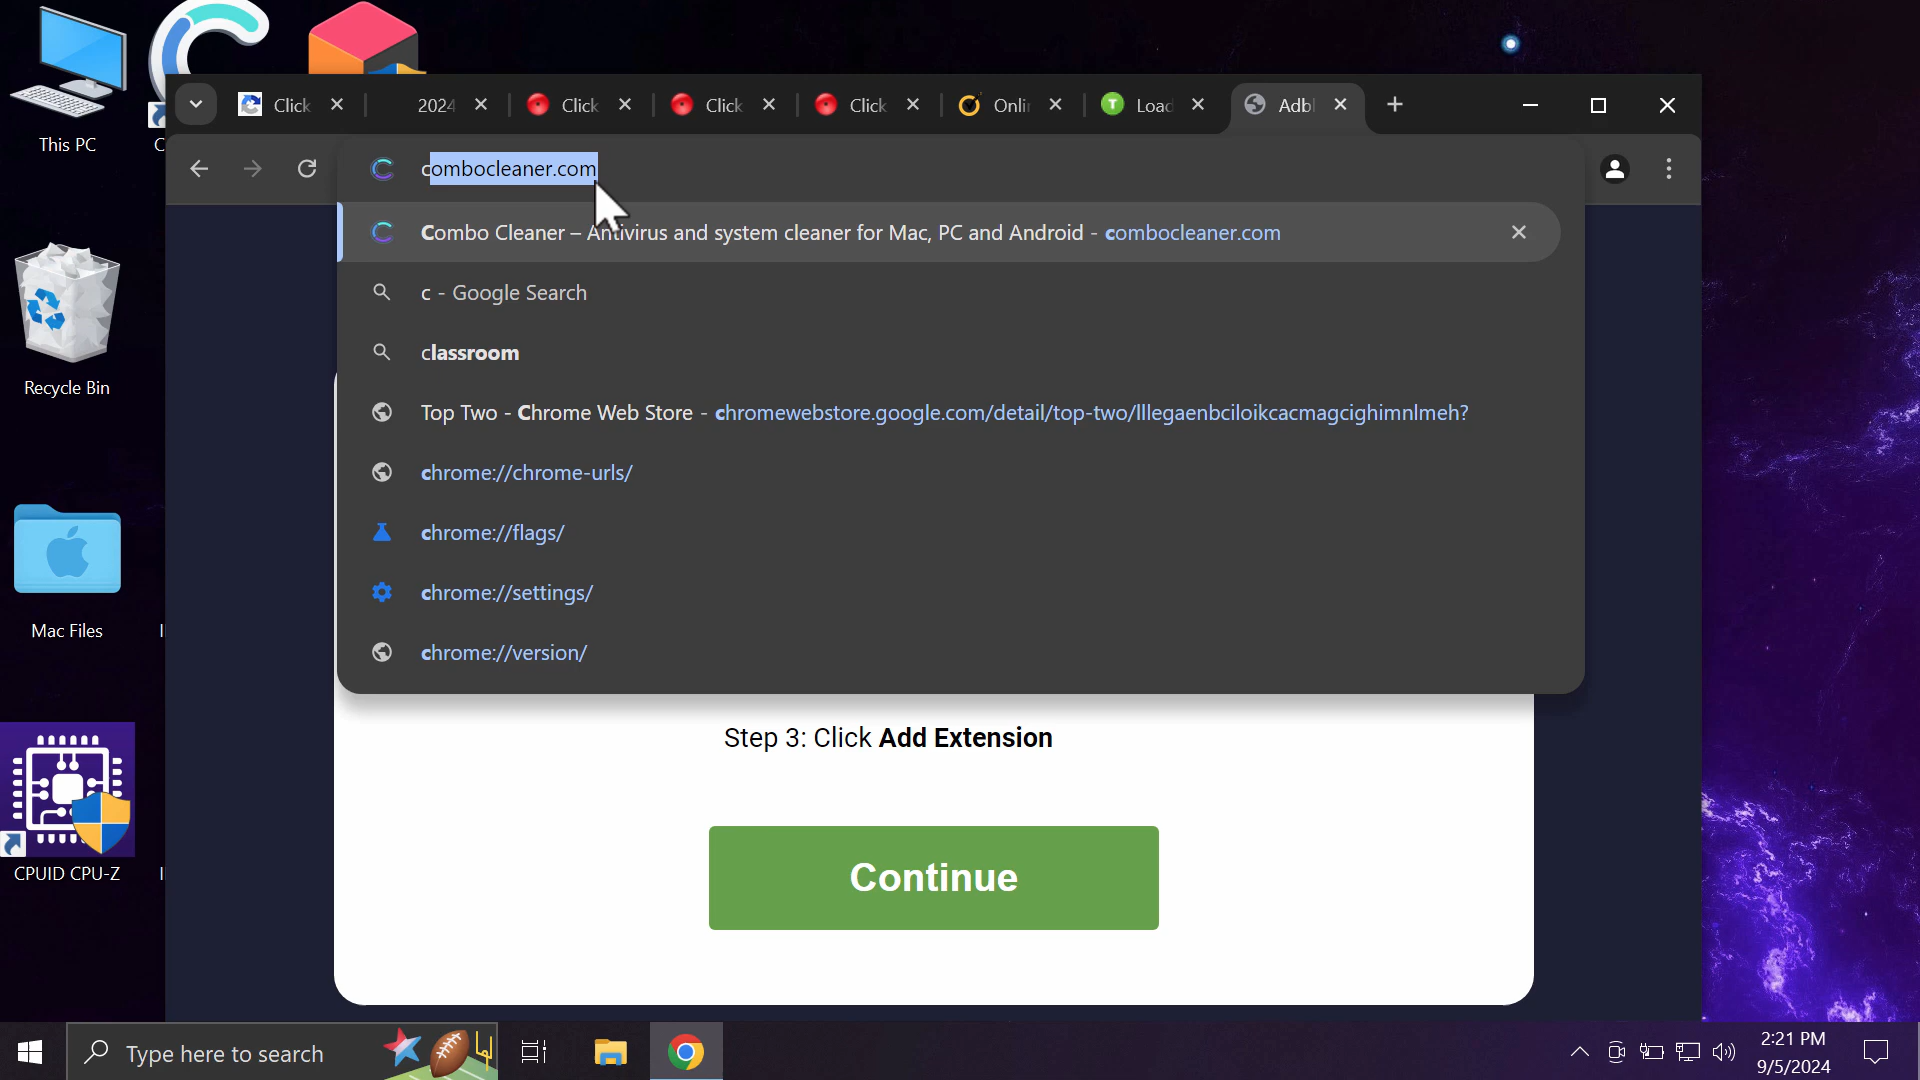 This PC
C
Click
2024
Click
Click
Click
Onlin
Load
Adbl
combocleaner.com
Combo Cleaner – Antivirus and system cleaner for Mac, PC and Android - combocleaner.com
c - Google Search
classroom
Top Two - Chrome Web Store - chromewebstore.google.com/detail/top-two/lllegaenbciloikcacmagcighimnlmeh?
chrome://chrome-urls/
chrome://flags/
chrome://settings/
chrome://version/
Recycle Bin
Mac Files
CPUID CPU-Z
Step 3: Click Add Extension
Continue
Type here to search
2:21 PM
9/5/2024